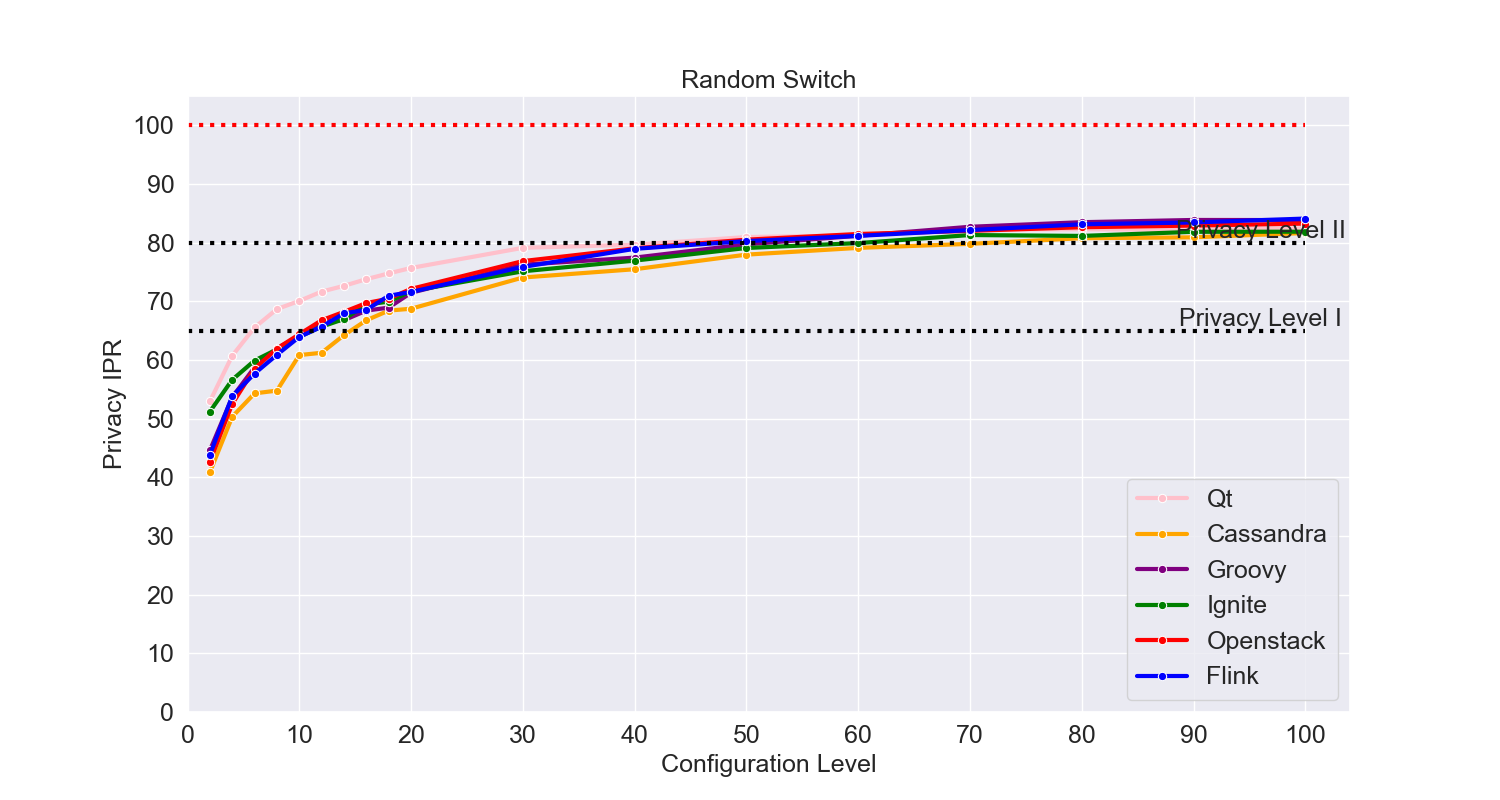 Random Switch
100
90
80
70
60
50
40
30
20
10
0
Privacy IPR
Privacy Level II
Privacy Level I
Qt
Cassandra
Groovy
Ignite
Openstack
Flink
0 10 20 30 40 50 60 70 80 90 100
Configuration Level